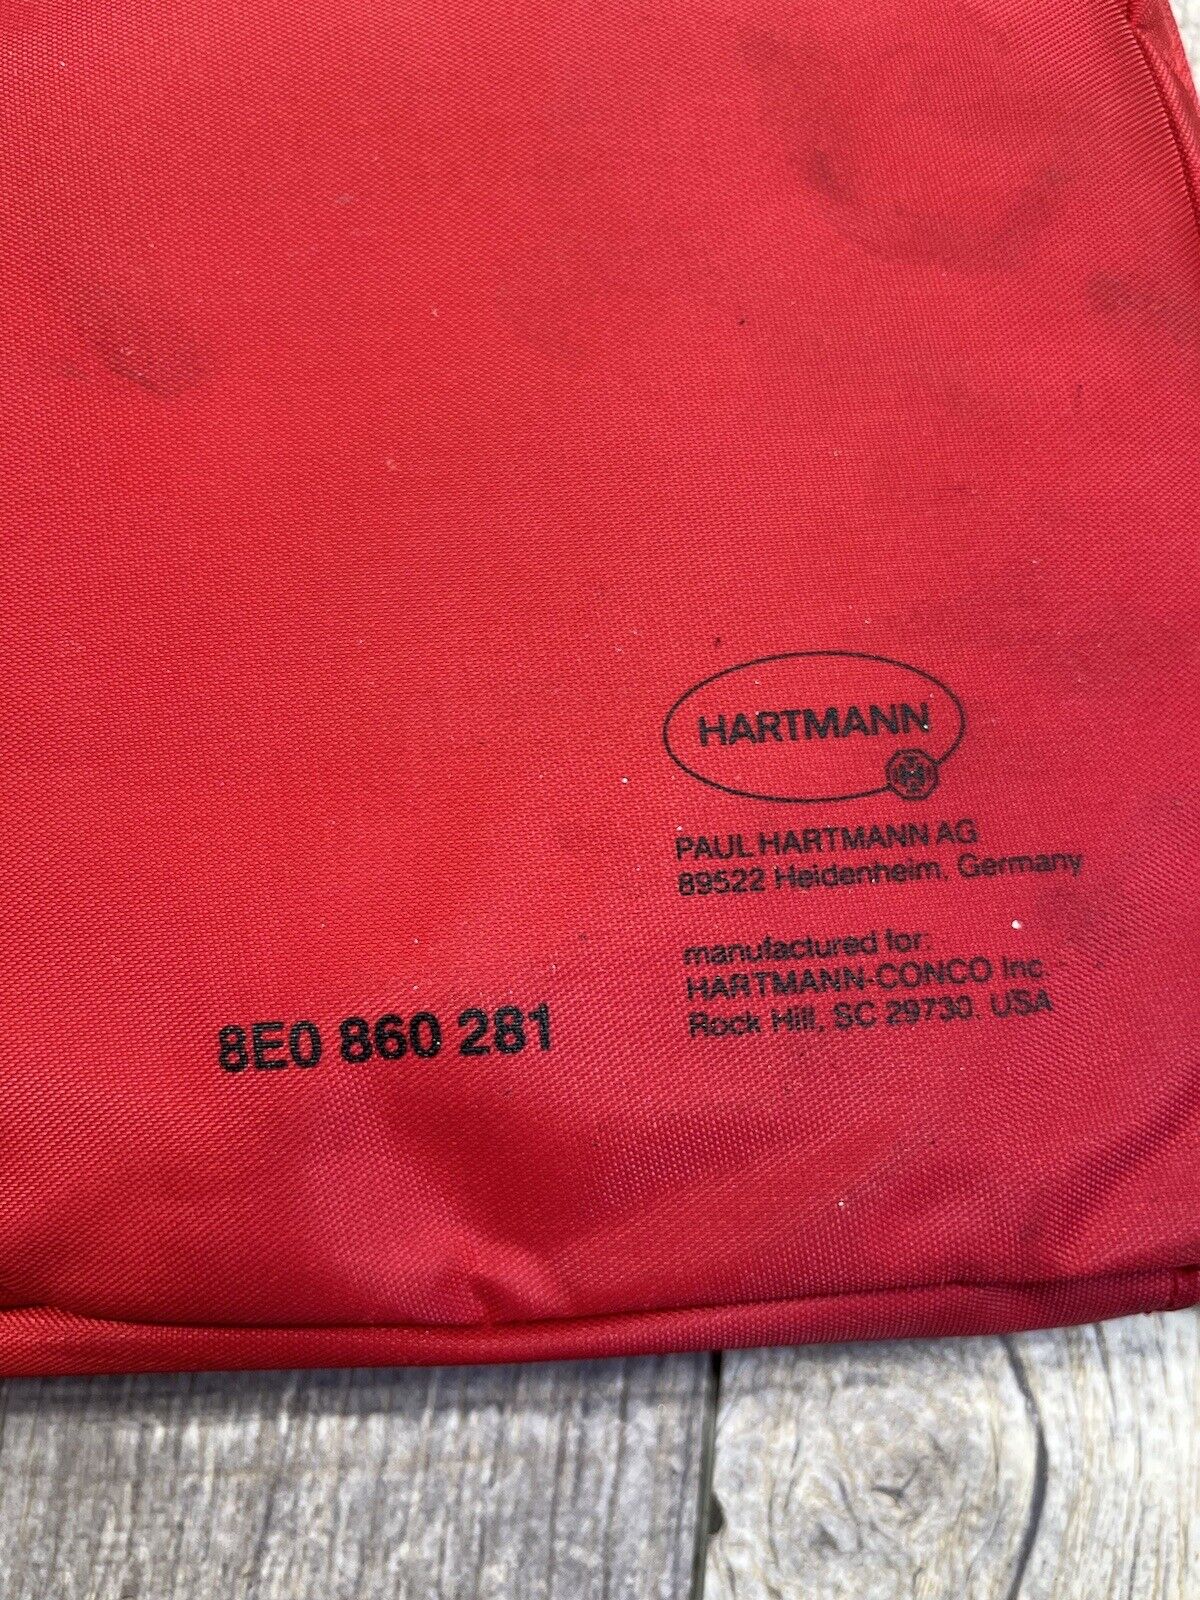 HARTMANN
PAUL HARTMANN AG
89522 Heidenheim, Germany
manufactured for:
HARTMANN-CONCO Inc
Rock Hill, SC 29730, USA
8E0 860 281